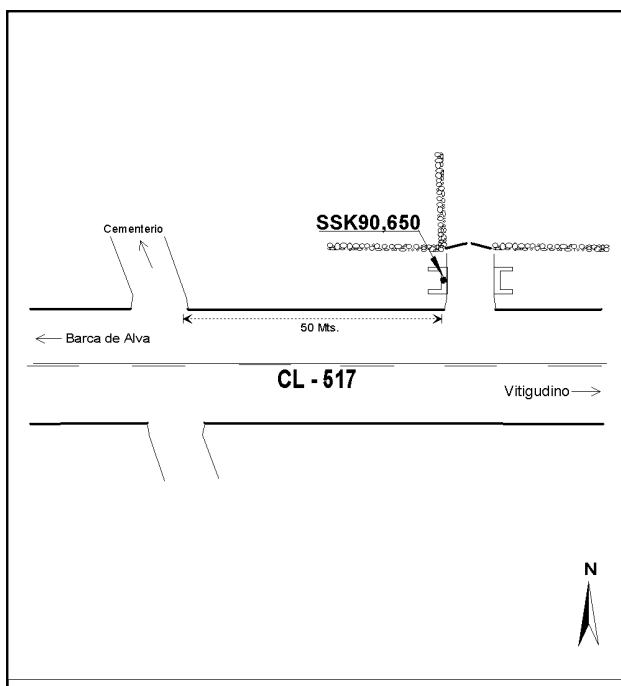 SSK90,650
Cementerio
50 Mts.
Barca de Alva
CL - 517
Vitigudino
N